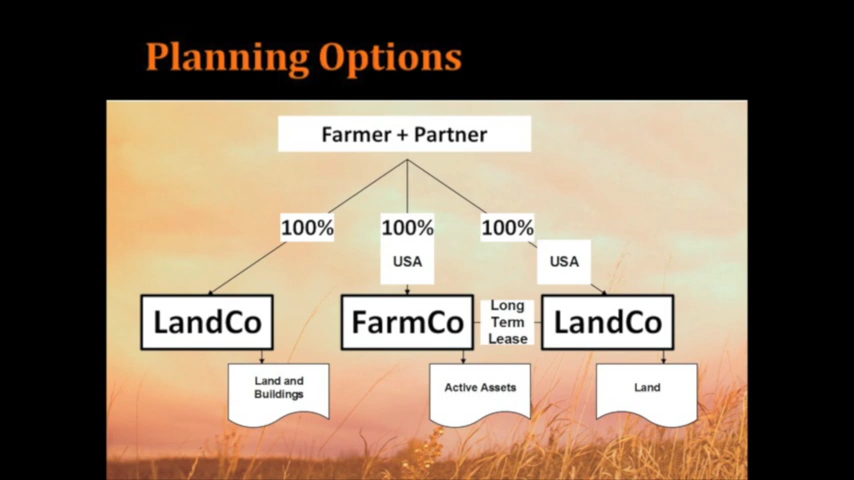 Planning Options
Farmer + Partner
100%
100%
100%
USA
USA
LandCo
FarmCo
Long
Term
Lease
LandCo
Land and
Buildings
Active Assets
Land